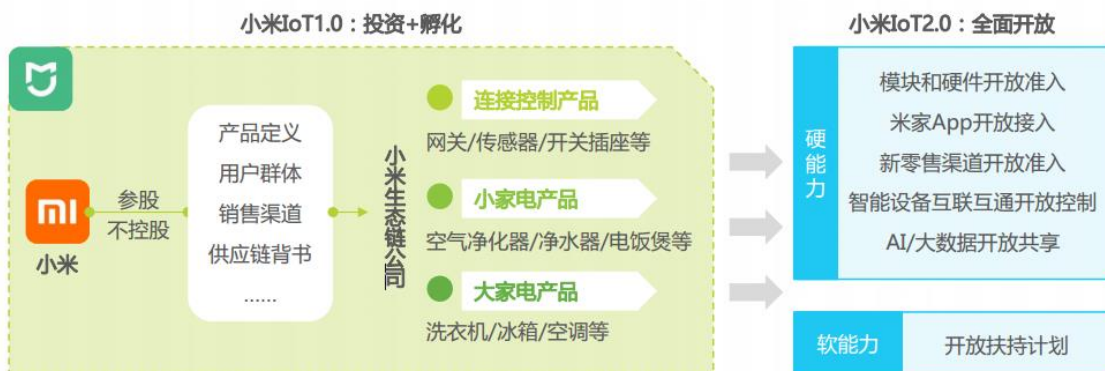 小米IoT1.0：投资+孵化
小米
参股
不控股
产品定义
用户群体
销售渠道
供应链背书
......
小米生态链公司
连接控制产品
网关/传感器/开关插座等
小家电产品
空气净化器/净水器/电饭煲等
大家电产品
洗衣机/冰箱/空调等
小米IoT2.0：全面开放
硬能力
模块和硬件开放准入
米家App开放接入
新零售渠道开放准入
智能设备互联互通开放控制
AI/大数据开放共享
软能力
开放扶持计划